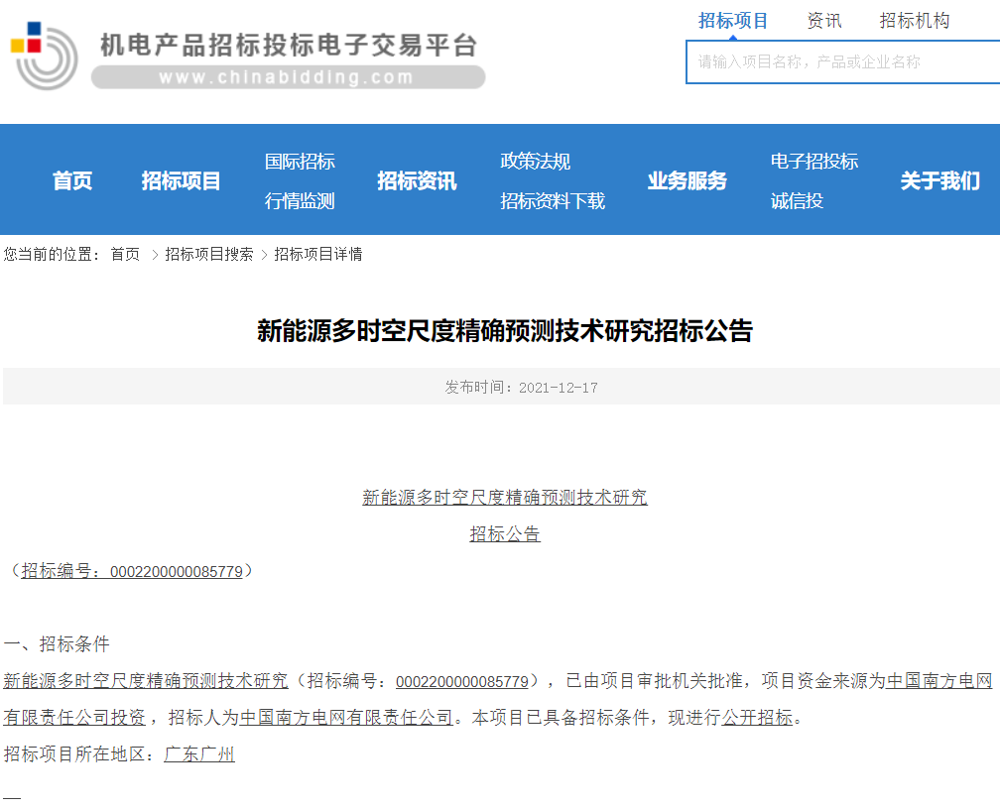 招标项目 资讯 招标机构
机电产品招标投标电子交易平台
www.chinabidding.com
请输入项目名称，产品或企业名称
首页 招标项目 国际招标 行情监测 招标资讯 政策法规 招标资料下载 业务服务 电子招投标 诚信投 关于我们
您当前的位置： 首页 > 招标项目搜索 > 招标项目详情
新能源多时空尺度精确预测技术研究招标公告
发布时间：2021-12-17
新能源多时空尺度精确预测技术研究
招标公告
（招标编号：0002200000085779）
一、招标条件
新能源多时空尺度精确预测技术研究（招标编号：0002200000085779），已由项目审批机关批准，项目资金来源为中国南方电网
有限责任公司投资，招标人为中国南方电网有限责任公司。本项目已具备招标条件，现进行公开招标。
招标项目所在地区：广东广州